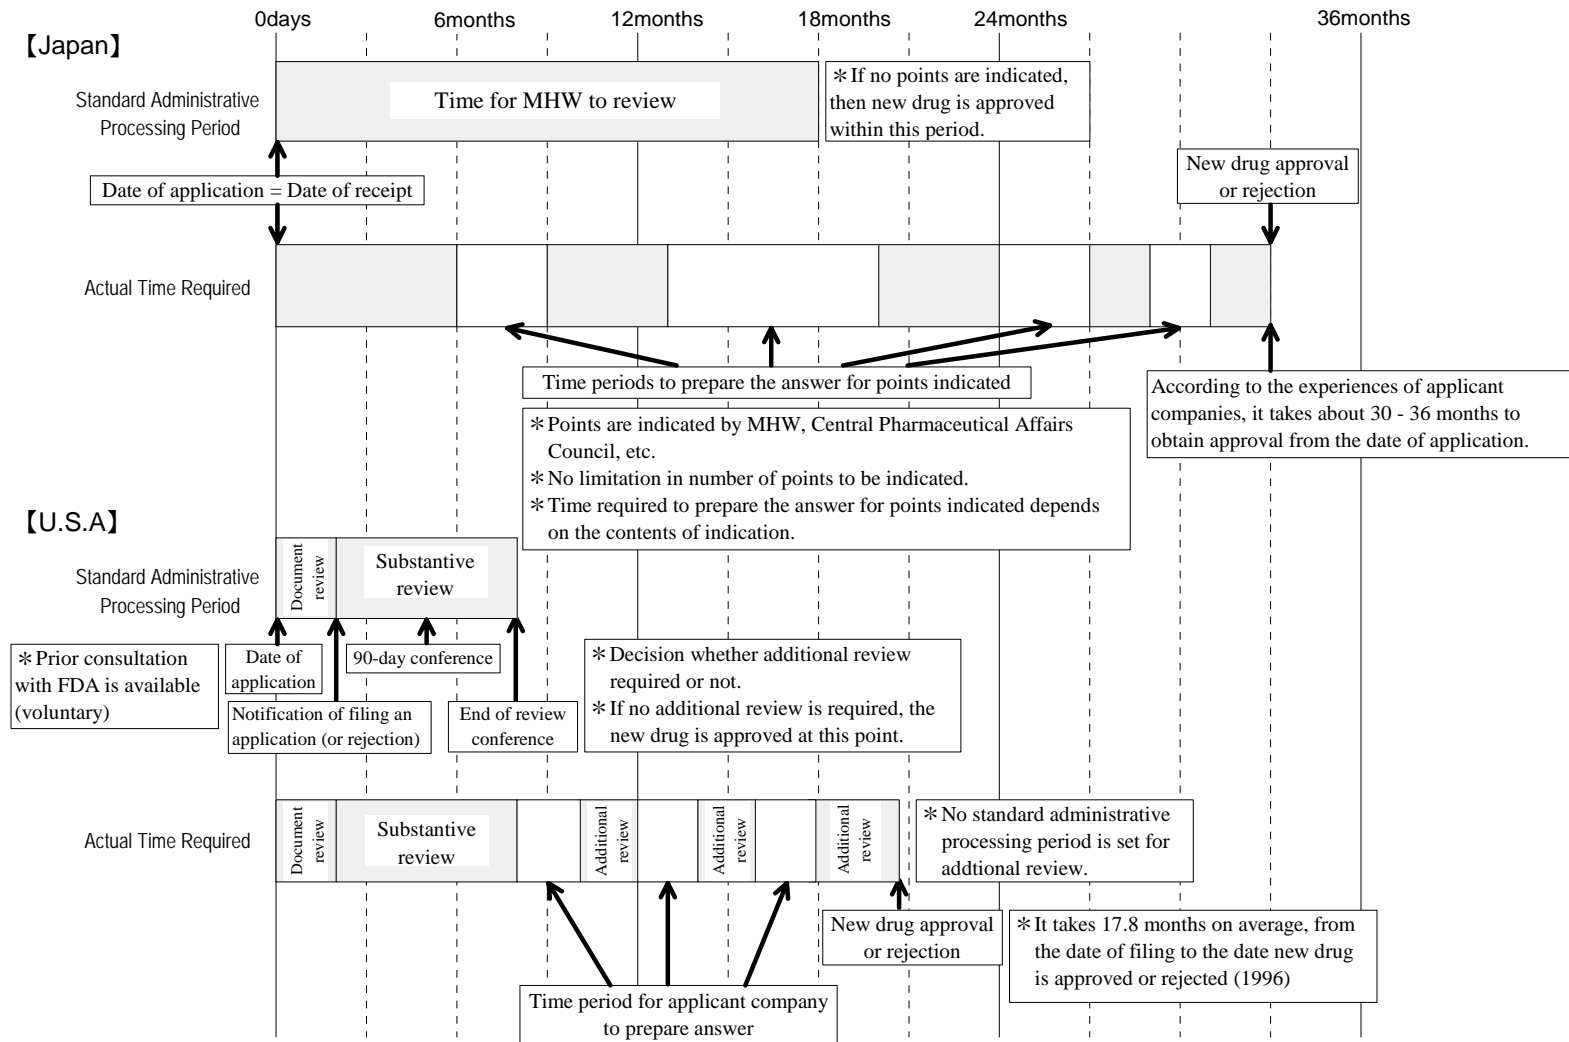 0days 6months 12months 18months 24months 36months
【Japan】
Standard Administrative
Processing Period
Time for MHW to review
＊If no points are indicated,
then new drug is approved
within this period.
Date of application = Date of receipt
New drug approval
or rejection
Actual Time Required
Time periods to prepare the answer for points indicated
＊Points are indicated by MHW, Central Pharmaceutical Affairs
Council, etc.
＊No limitation in number of points to be indicated.
＊Time required to prepare the answer for points indicated depends
on the contents of indication.
According to the experiences of applicant
companies, it takes about 30 - 36 months to
obtain approval from the date of application.
【U.S.A】
Standard Administrative
Processing Period
Document
review
Substantive
review
＊Prior consultation
with FDA is available
(voluntary)
Date of
application
90-day conference
Notification of filing an
application (or rejection)
End of review
conference
＊Decision whether additional review
required or not.
＊If no additional review is required, the
new drug is approved at this point.
Actual Time Required
Document
review
Substantive
review
Additional
review
Additional
review
Additional
review
＊No standard administrative
processing period is set for
addtional review.
New drug approval
or rejection
＊It takes 17.8 months on average, from
the date of filing to the date new drug
is approved or rejected (1996)
Time period for applicant company
to prepare answer